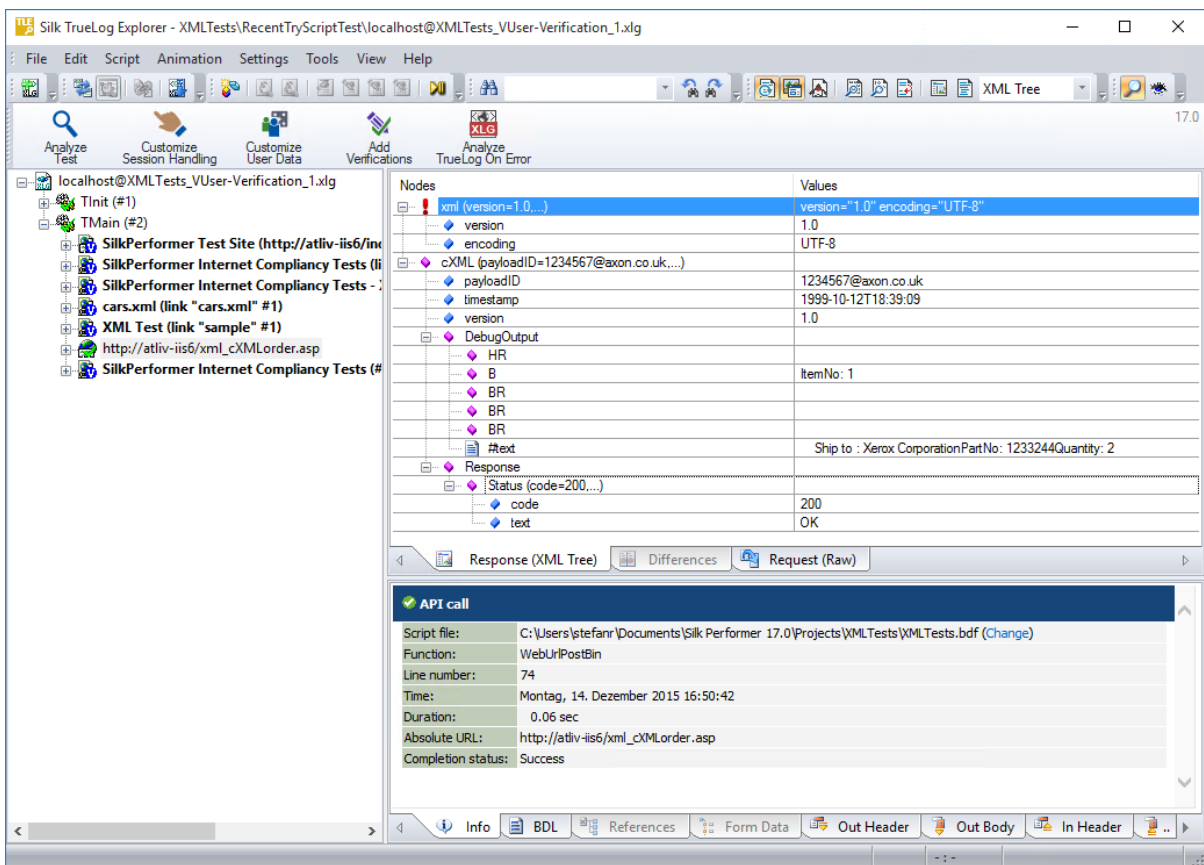 Silk TrueLog Explorer - XMLTests\RecentTryScriptTest\localhost@XMLTests_VUser-Verification_1.xlg
File Edit Script Animation Settings Tools View Help
XML Tree
17.0
Analyze Test
Customize Session Handling
Customize User Data
Add Verifications
XLG
Analyze TrueLog On Error
localhost@XMLTests_VUser-Verification_1.xlg
TInit (#1)
TMain (#2)
SilkPerformer Test Site (http://atliv-iis6/in
SilkPerformer Internet Compliancy Tests (li
SilkPerformer Internet Compliancy Tests -
cars.xml (link "cars.xml" #1)
XML Test (link "sample" #1)
http://atliv-iis6/xml_cXMLorder.asp
SilkPerformer Internet Compliancy Tests (#
Nodes Values
xml (version=1.0,...) version="1.0" encoding="UTF-8"
version 1.0
encoding UTF-8
cXML (payloadID=1234567@axon.co.uk,...)
payloadID 1234567@axon.co.uk
timestamp 1999-10-12T18:39:09
version 1.0
DebugOutput
HR
B ItemNo: 1
BR
BR
BR
#text Ship to : Xerox CorporationPartNo: 1233244Quantity: 2
Response
Status (code=200,...)
code 200
text OK
Response (XML Tree) Differences Request (Raw)
API call
Script file: C:\Users\stefanr\Documents\Silk Performer 17.0\Projects\XMLTests\XMLTests.bdf (Change)
Function: WebUrlPostBin
Line number: 74
Time: Montag, 14. Dezember 2015 16:50:42
Duration: 0.06 sec
Absolute URL: http://atliv-iis6/xml_cXMLorder.asp
Completion status: Success
Info BDL References Form Data Out Header Out Body In Header ..
-:-